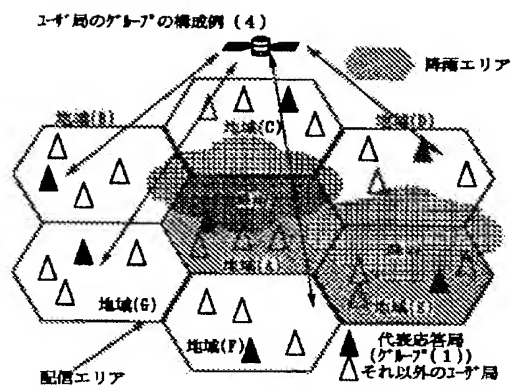 ユーザ局のグループの構成例(4)
降雨エリア
地域(B)
地域(C)
地域(D)
地域(A)
地域(E)
地域(G)
地域(F)
代表応答局
(グループ(1))
それ以外のユーザ局
配信エリア